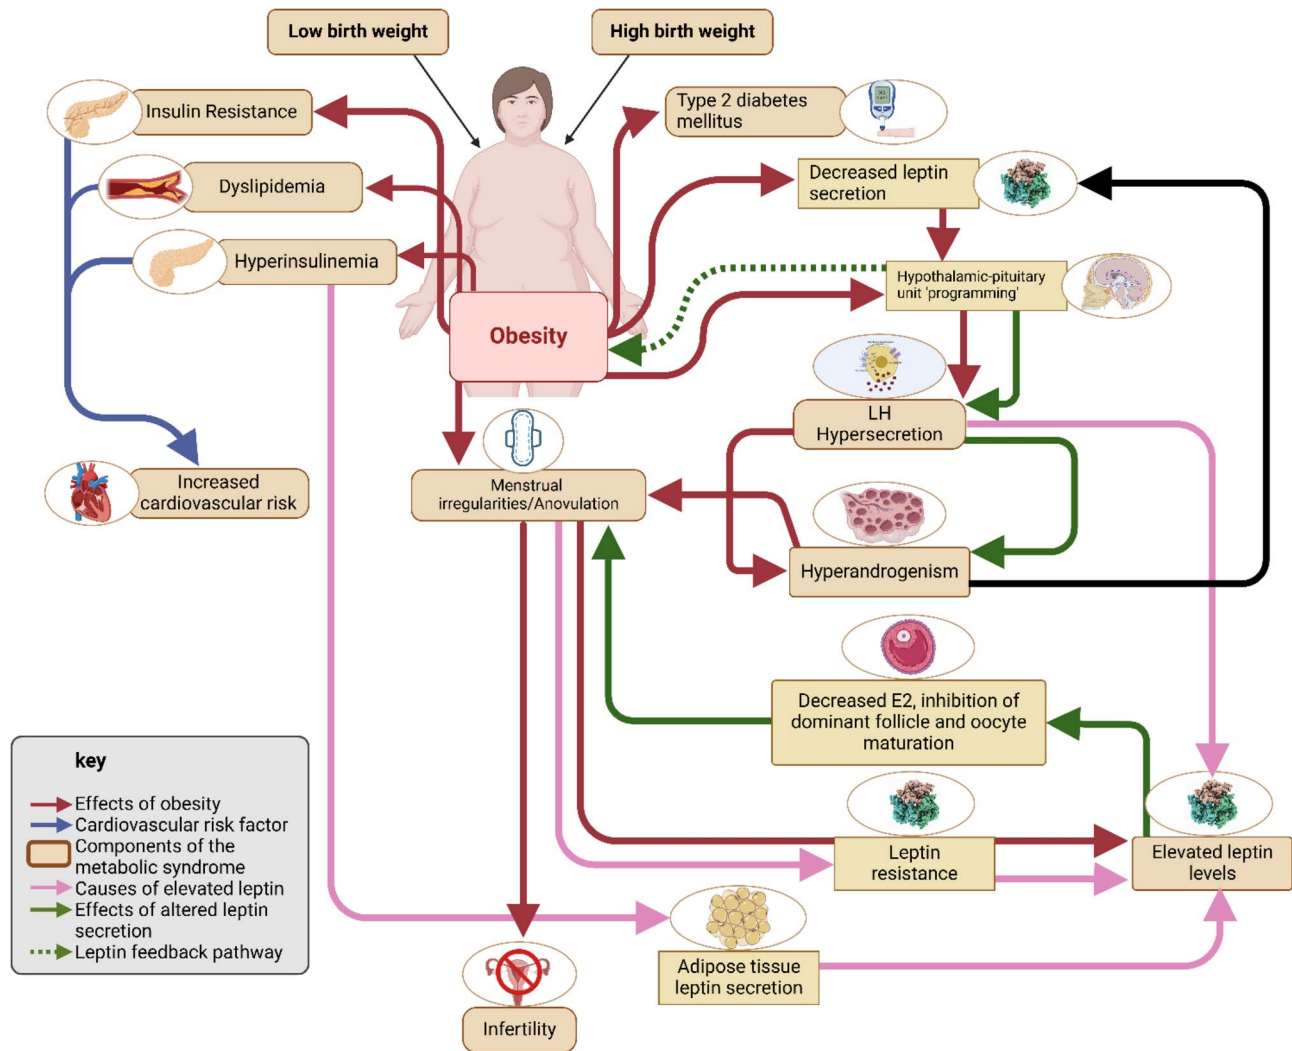 Low birth weight
High birth weight
Insulin Resistance
Type 2 diabetes
mellitus
Dyslipidemia
Decreased leptin
secretion
Hyperinsulinemia
Hypothalamic-pituitary
unit 'programming'
Obesity
LH
Hypersecretion
Increased
cardiovascular risk
Menstrual
irregularities/Anovulation
Hyperandrogenism
Decreased E2, inhibition of
dominant follicle and oocyte
maturation
key
Effects of obesity
Cardiovascular risk factor
Components of the
metabolic syndrome
Causes of elevated leptin
Effects of altered leptin
secretion
Leptin feedback pathway
Leptin
resistance
Elevated leptin
levels
Adipose tissue
leptin secretion
Infertility